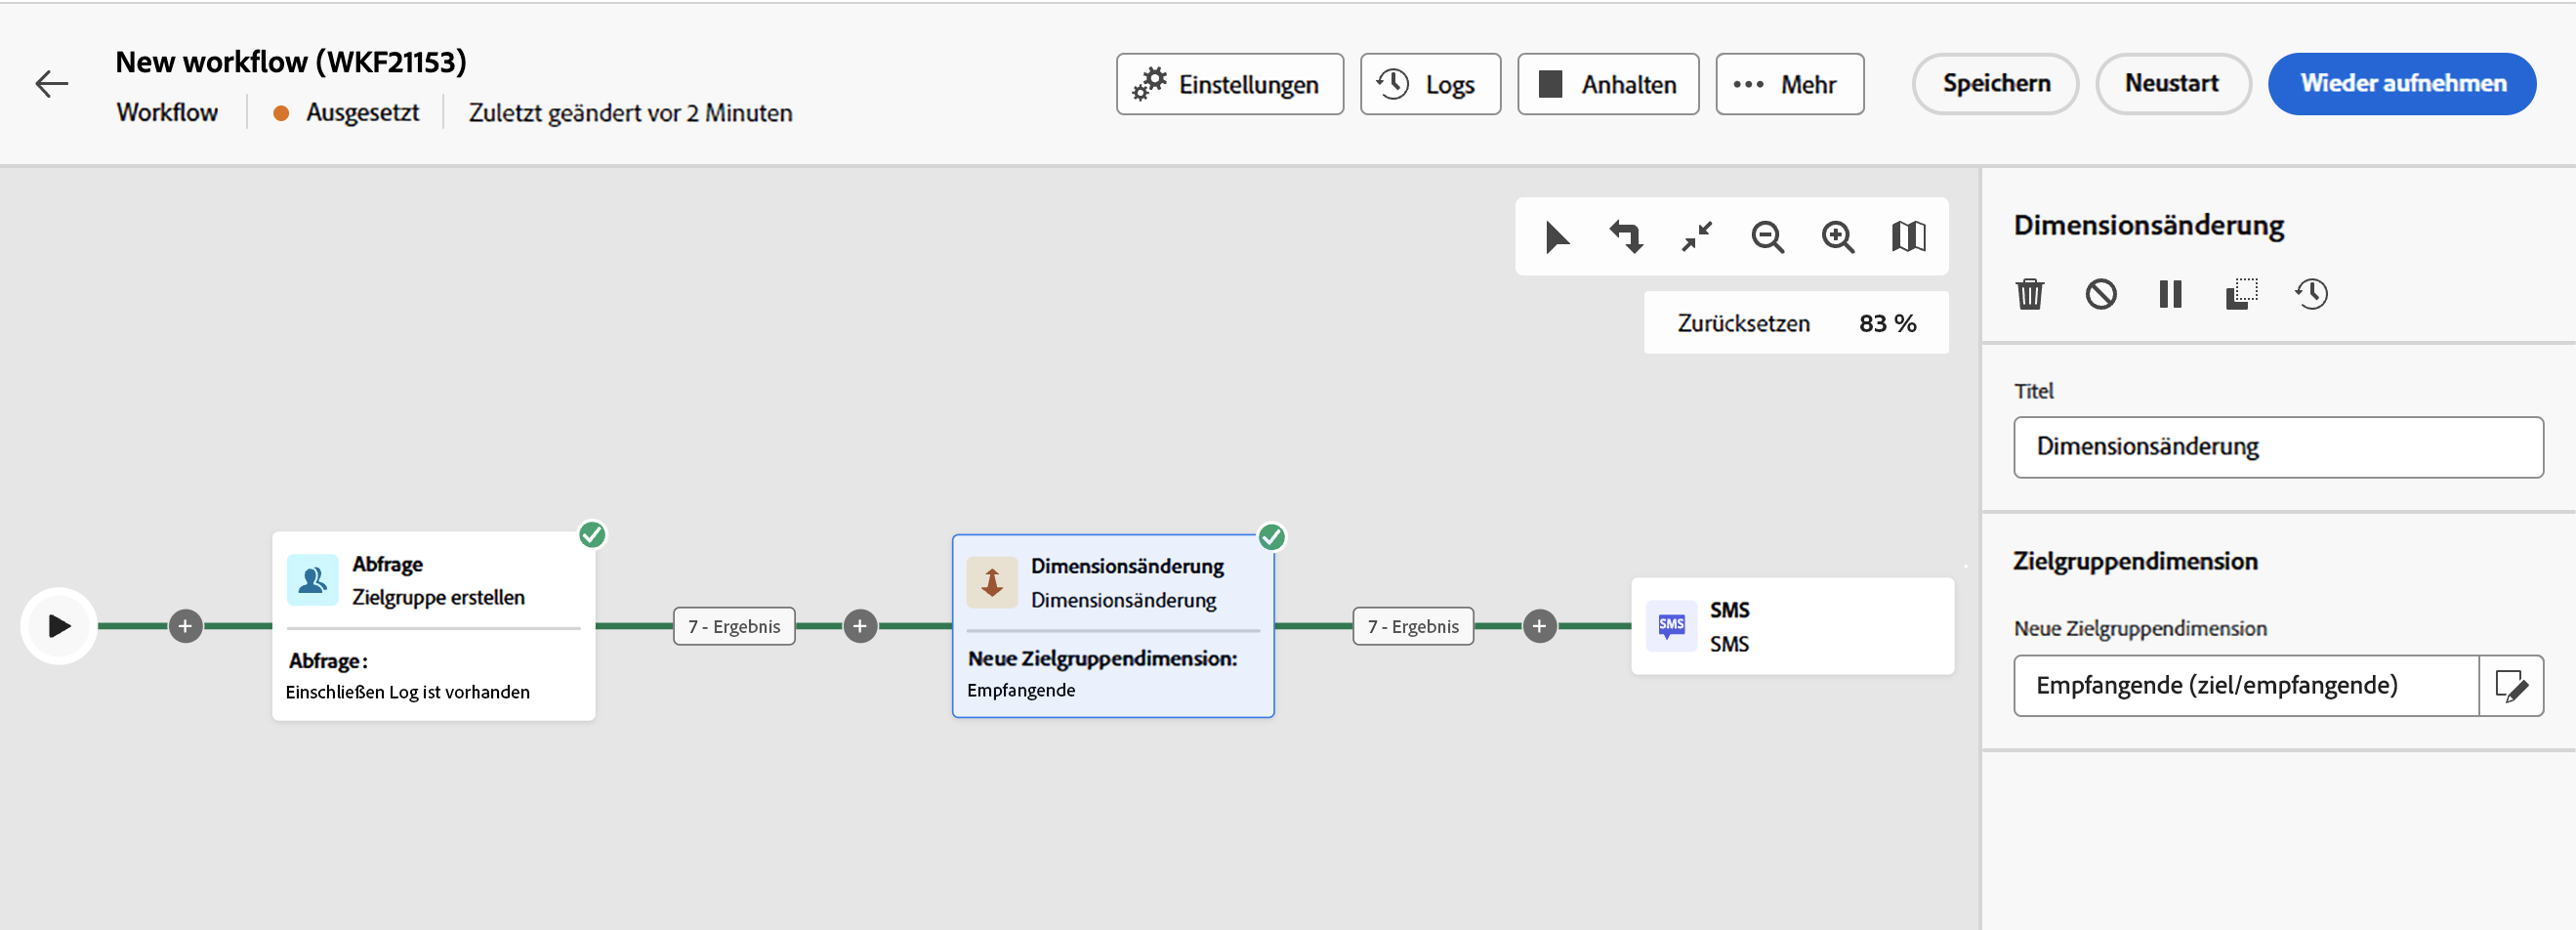 New workflow (WKF21153)
Workflow Ausgesetzt Zuletzt geändert vor 2 Minuten
Einstellungen Logs Anhalten Mehr Speichern Neustart Wieder aufnehmen
Zurücksetzen 83 %
Abfrage
Zielgruppe erstellen
Abfrage:
Einschließen Log ist vorhanden
7 - Ergebnis
Dimensionsänderung
Dimensionsänderung
Neue Zielgruppendimension:
Empfangende
7 - Ergebnis
SMS
SMS
SMS
Dimensionsänderung
Titel
Dimensionsänderung
Zielgruppendimension
Neue Zielgruppendimension
Empfangende (ziel/empfangende)